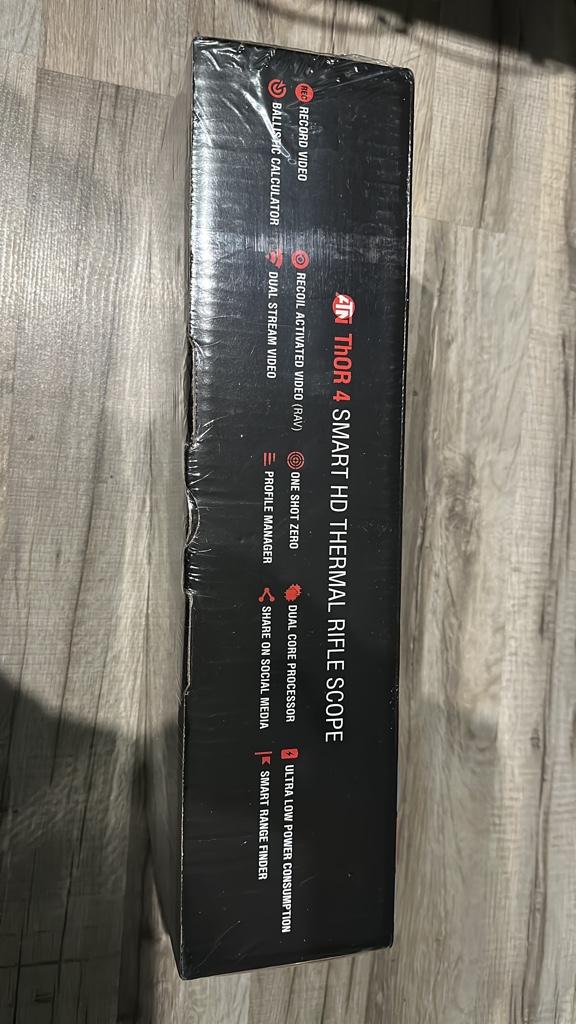 ATN ThOR 4 SMART HD THERMAL RIFLE SCOPE
REC RECORD VIDEO RECOIL ACTIVATED VIDEO (RAV) ONE SHOT ZERO DUAL CORE PROCESSOR ULTRA LOW POWER CONSUMPTION
BALLISTIC CALCULATOR DUAL STREAM VIDEO PROFILE MANAGER SHARE ON SOCIAL MEDIA SMART RANGE FINDER